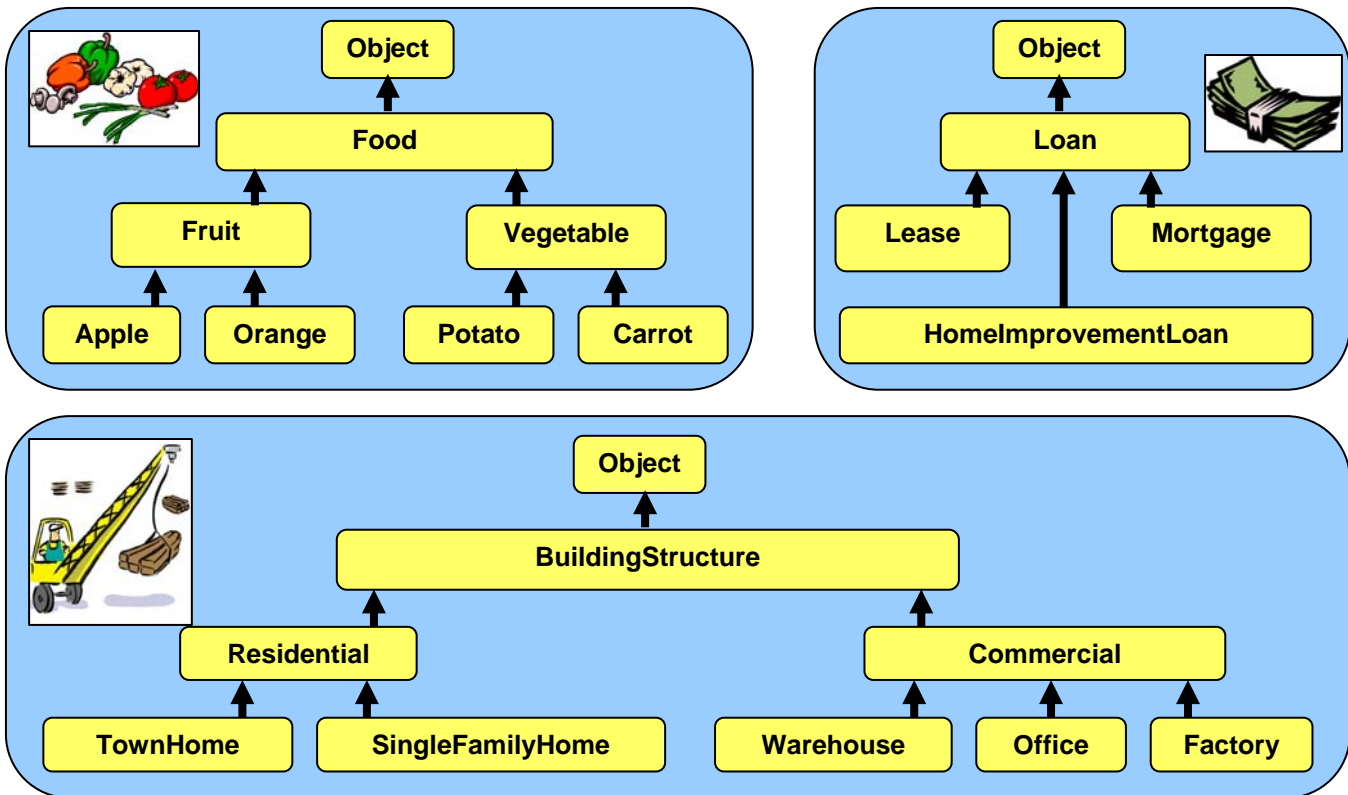 Object
Food
Fruit
Vegetable
Apple
Orange
Potato
Carrot
Object
Loan
Lease
Mortgage
HomeImprovementLoan
Object
BuildingStructure
Residential
Commercial
TownHome
SingleFamilyHome
Warehouse
Office
Factory